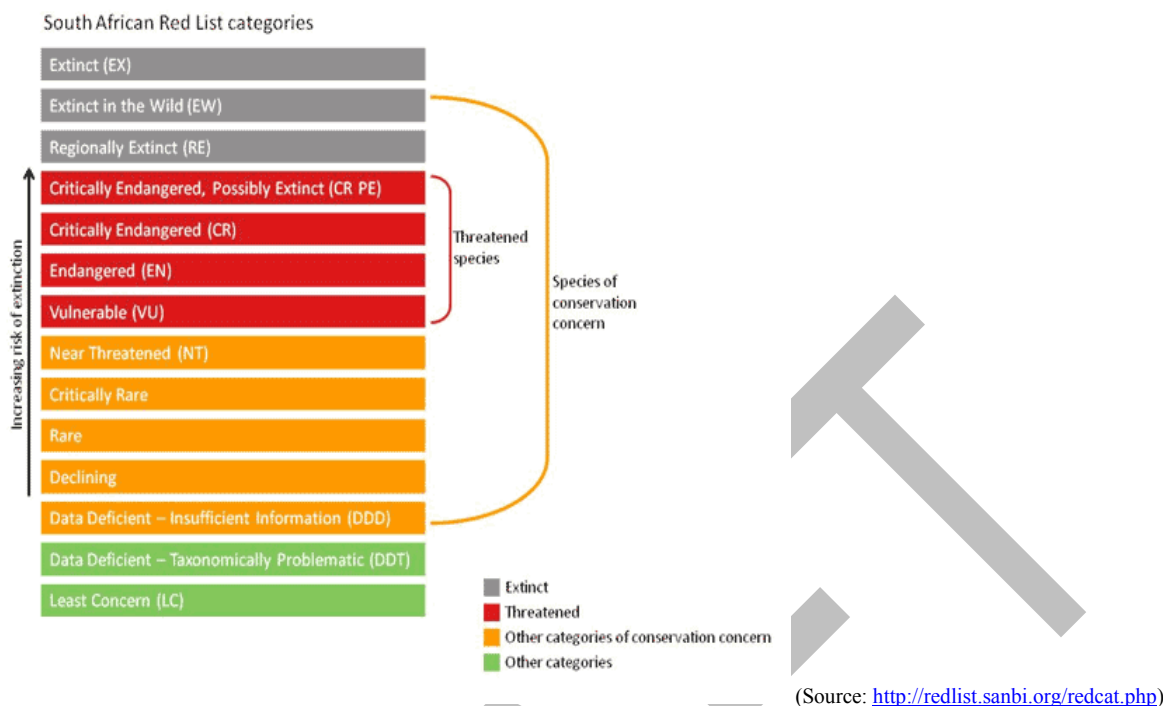 South African Red List categories
Extinct (EX)
Extinct in the Wild (EW)
Regionally Extinct (RE)
Critically Endangered, Possibly Extinct (CR PE)
Critically Endangered (CR)
Endangered (EN)
Vulnerable (VU)
Near Threatened (NT)
Critically Rare
Rare
Declining
Data Deficient – Insufficient Information (DDD)
Data Deficient – Taxonomically Problematic (DDT)
Least Concern (LC)
Increasing risk of extinction
Threatened
species
Species of
conservation
concern
Extinct
Threatened
Other categories of conservation concern
Other categories
(Source: http://redlist.sanbi.org/redcat.php)